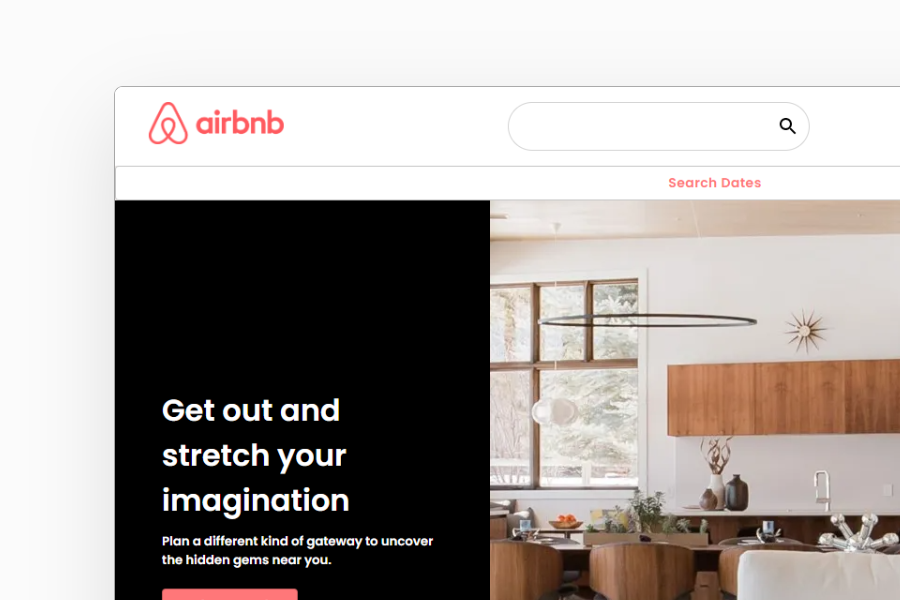 airbnb
Search Dates
Get out and
stretch your
imagination
Plan a different kind of gateway to uncover
the hidden gems near you.